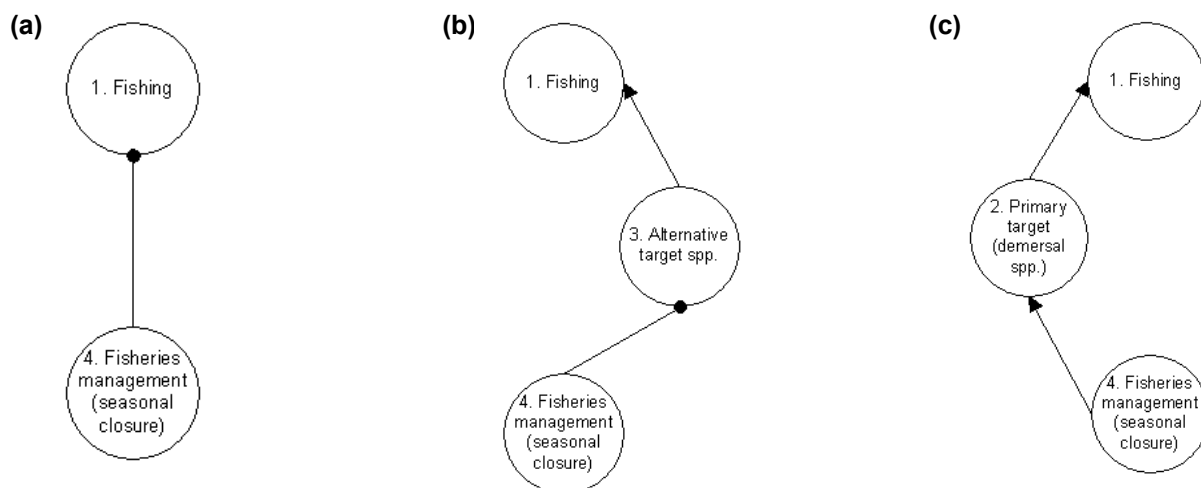 (a)
1. Fishing
4. Fisheries
management
(seasonal
closure)
(b)
1. Fishing
3. Alternative
target spp.
4. Fisheries
management
(seasonal
closure)
(c)
1. Fishing
2. Primary
target
(demersal
spp.)
4. Fisheries
management
(seasonal
closure)